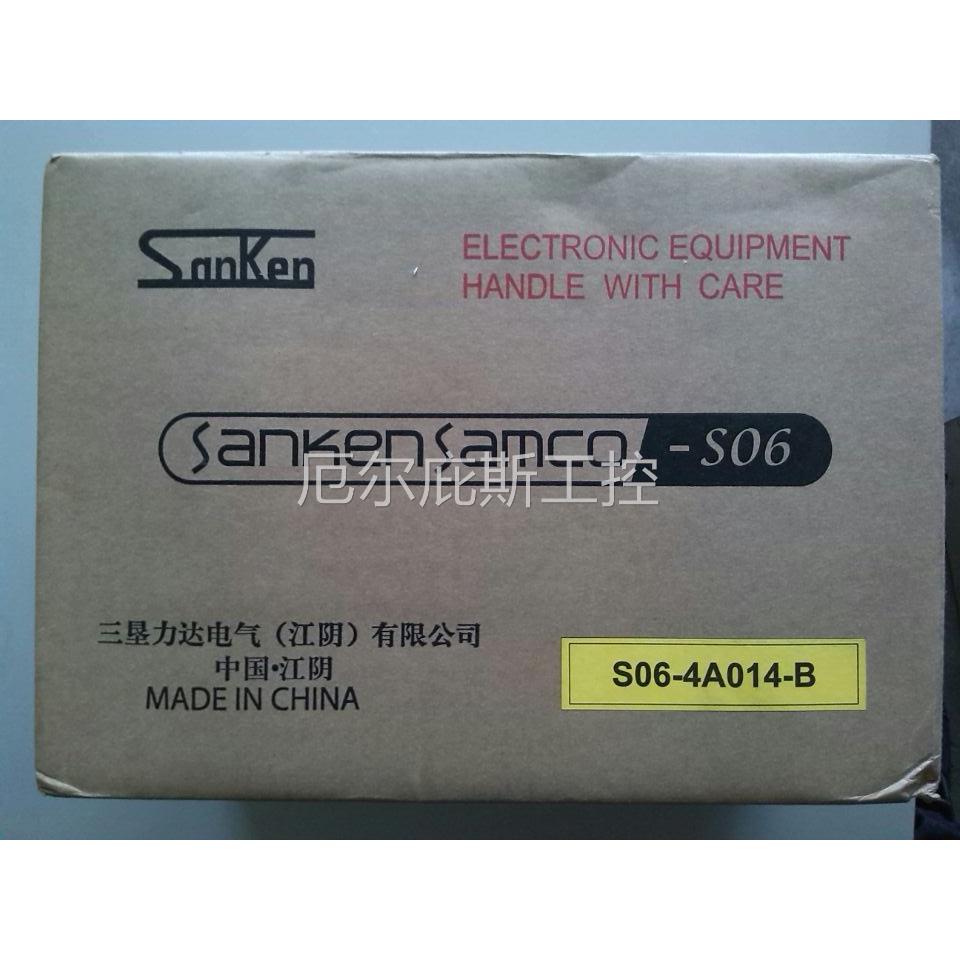 SanKen
ELECTRONIC EQUIPMENT
HANDLE WITH CARE
Sanken Samco -S06
厄尔庇斯工控
三垦力达电气（江阴）有限公司
中国·江阴
MADE IN CHINA
S06-4A014-B